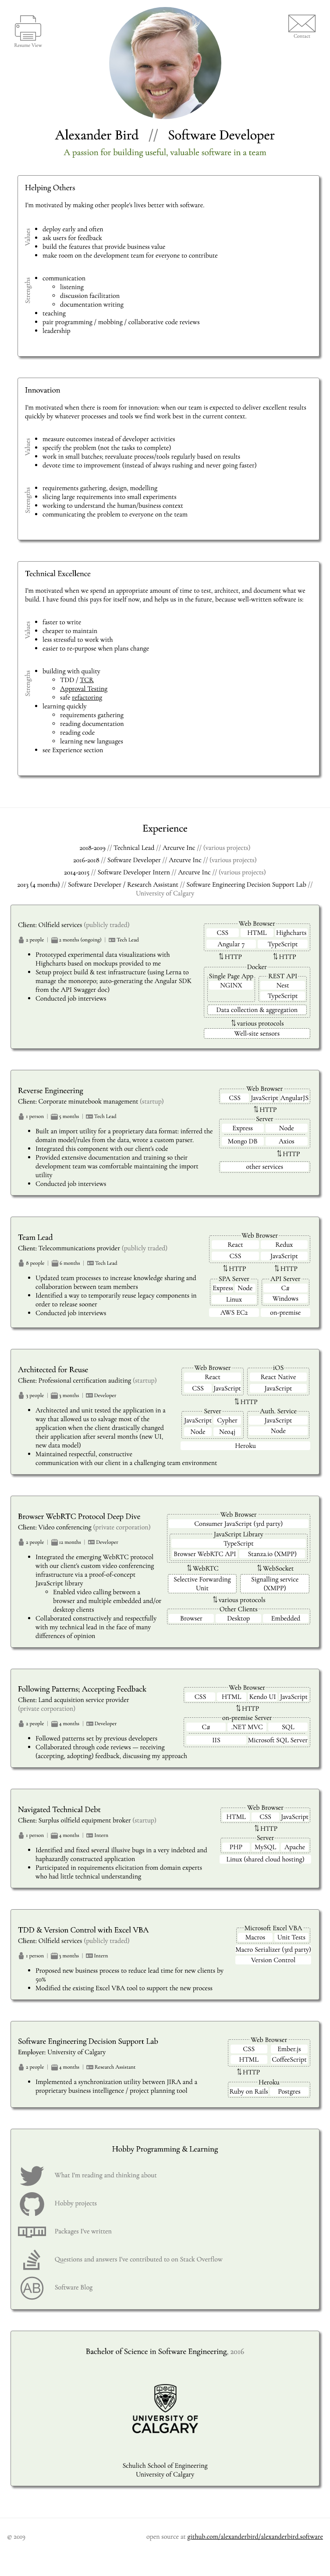 Resume View
Contact
Alexander Bird // Software Developer
A passion for building useful, valuable software in a team
Helping Others
I'm motivated by making other people's lives better with software.
Values
deploy early and often
ask users for feedback
build the features that provide business value
make room on the development team for everyone to contribute
Strengths
communication
listening
discussion facilitation
documentation writing
teaching
pair programming / mobbing / collaborative code reviews
leadership
Innovation
I'm motivated when there is room for innovation: when our team is expected to deliver excellent results
quickly by whatever processes and tools we find work best in the current context.
Values
measure outcomes instead of developer activities
specify the problem (not the tasks to complete)
work in small batches; reevaluate process/tools regularly based on results
devote time to improvement (instead of always rushing and never going faster)
Strengths
requirements gathering, design, modelling
slicing large requirements into small experiments
working to understand the human/business context
communicating the problem to everyone on the team
Technical Excellence
I'm motivated when we spend an appropriate amount of time to test, architect, and document what we
build. I have found this pays for itself now, and helps us in the future, because well-written software is:
Values
faster to write
cheaper to maintain
less stressful to work with
easier to re-purpose when plans change
Strengths
building with quality
TDD / TCR
Approval Testing
safe refactoring
learning quickly
requirements gathering
reading documentation
reading code
learning new languages
see Experience section
Experience
2018-2019 // Technical Lead // Arcurve Inc // (various projects)
2016-2018 // Software Developer // Arcurve Inc // (various projects)
2014-2015 // Software Developer Intern // Arcurve Inc // (various projects)
2013 (4 months) // Software Developer / Research Assistant // Software Engineering Decision Support Lab //
University of Calgary
Client: Oilfield services (publicly traded)
2 people | 2 months (ongoing) | Tech Lead
Prototyped experimental data visualizations with
Highcharts based on mockups provided to me
Setup project build & test infrastructure (using Lerna to
manage the monorepo; auto-generating the Angular SDK
from the API Swagger doc)
Conducted job interviews
Web Browser
CSS HTML Highcharts
Angular 7 TypeScript
⇅ HTTP ⇅ HTTP
Docker
Single Page App REST API
NGINX Nest
TypeScript
Data collection & aggregation
⇅ various protocols
Well-site sensors
Reverse Engineering
Client: Corporate minutebook management (startup)
1 person | 5 months | Tech Lead
Built an import utility for a proprietary data format: inferred the
domain model/rules from the data, wrote a custom parser.
Integrated this component with our client's code
Provided extensive documentation and training so their
development team was comfortable maintaining the import
utility
Conducted job interviews
Web Browser
CSS JavaScript AngularJS
⇅ HTTP
Server
Express Node
Mongo DB Axios
⇅ HTTP
other services
Team Lead
Client: Telecommunications provider (publicly traded)
8 people | 6 months | Tech Lead
Updated team processes to increase knowledge sharing and
collaboration between team members
Identified a way to temporarily reuse legacy components in
order to release sooner
Conducted job interviews
Web Browser
React Redux
CSS JavaScript
⇅ HTTP ⇅ HTTP
SPA Server API Server
Express Node C#
Linux Windows
AWS EC2 on-premise
Architected for Reuse
Client: Professional certification auditing (startup)
3 people | 5 months | Developer
Architected and unit tested the application in a
way that allowed us to salvage most of the
application when the client drastically changed
their application after several months (new UI,
new data model)
Maintained respectful, constructive
communication with our client in a challenging team environment
Web Browser iOS
React React Native
CSS JavaScript JavaScript
⇅ HTTP
Server Auth. Service
JavaScript Cypher JavaScript
Node Neo4j Node
Heroku
Browser WebRTC Protocol Deep Dive
Client: Video conferencing (private corporation)
2 people | 12 months | Developer
Integrated the emerging WebRTC protocol
with our client's custom video conferencing
infrastructure via a proof-of-concept
JavaScript library
Enabled video calling between a
browser and multiple embedded and/or
desktop clients
Collaborated constructively and respectfully
with my technical lead in the face of many
differences of opinion
Web Browser
Consumer JavaScript (3rd party)
JavaScript Library
TypeScript
Browser WebRTC API Stanza.io (XMPP)
⇅ WebRTC ⇅ WebSocket
Selective Forwarding Signalling service
Unit (XMPP)
⇅ various protocols
Other Clients
Browser Desktop Embedded
Following Patterns; Accepting Feedback
Client: Land acquisition service provider
(private corporation)
2 people | 4 months | Developer
Followed patterns set by previous developers
Collaborated through code reviews — receiving
(accepting, adopting) feedback, discussing my approach
Web Browser
CSS HTML Kendo UI JavaScript
⇅ HTTP
on-premise Server
C# .NET MVC SQL
IIS Microsoft SQL Server
Navigated Technical Debt
Client: Surplus oilfield equipment broker (startup)
1 person | 4 months | Intern
Identified and fixed several illusive bugs in a very indebted and
haphazardly constructed application
Participated in requirements elicitation from domain experts
who had little technical understanding
Web Browser
HTML CSS JavaScript
⇅ HTTP
Server
PHP MySQL Apache
Linux (shared cloud hosting)
TDD & Version Control with Excel VBA
Client: Oilfield services (publicly traded)
1 person | 3 months | Intern
Proposed new business process to reduce lead time for new clients by
50%
Modified the existing Excel VBA tool to support the new process
Microsoft Excel VBA
Macros Unit Tests
Macro Serializer (3rd party)
Version Control
Software Engineering Decision Support Lab
Employer: University of Calgary
2 people | 4 months | Research Assistant
Implemented a synchronization utility between JIRA and a
proprietary business intelligence / project planning tool
Web Browser
CSS Ember.js
HTML CoffeeScript
⇅ HTTP
Heroku
Ruby on Rails Postgres
Hobby Programming & Learning
What I'm reading and thinking about
Hobby projects
npm
Packages I've written
Questions and answers I've contributed to on Stack Overflow
AB
Software Blog
Bachelor of Science in Software Engineering, 2016
UNIVERSITY OF
CALGARY
Schulich School of Engineering
University of Calgary
© 2019
open source at github.com/alexanderbird/alexanderbird.software